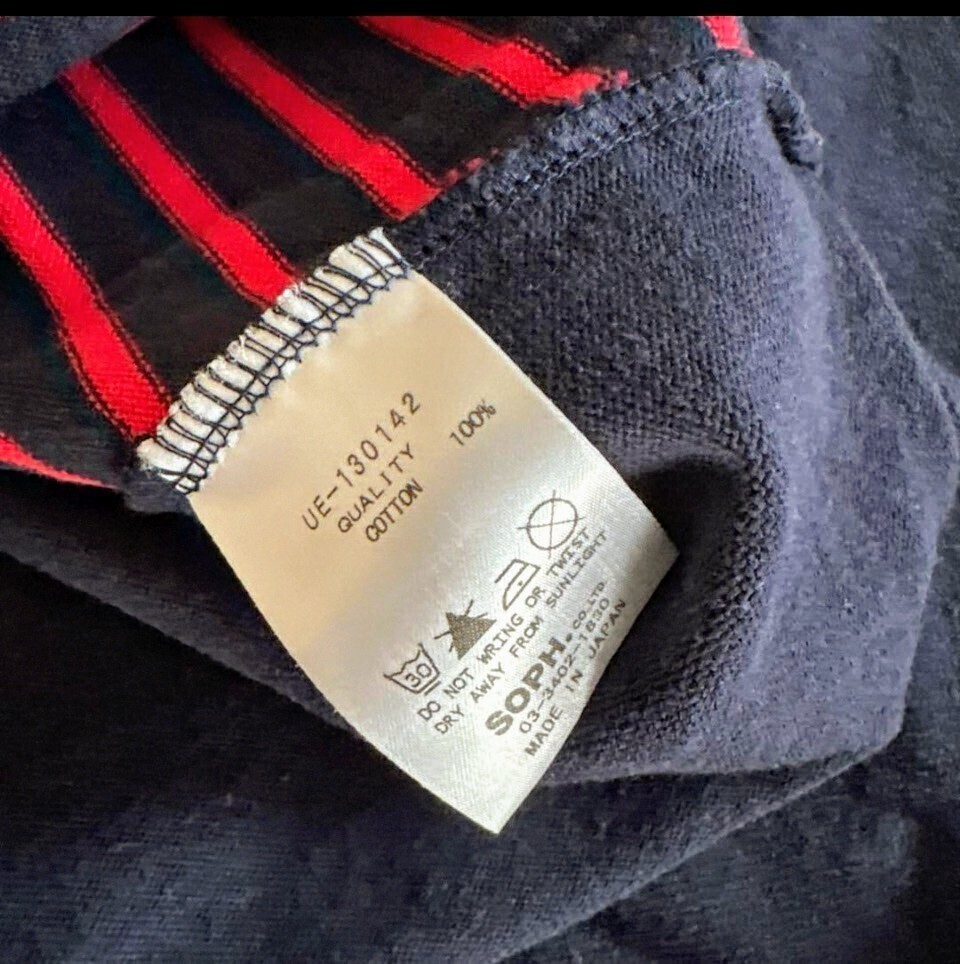 UE-130142
QUALITY
COTTON 100%
30
DO NOT WRING OR TWIST
DRY AWAY FROM SUNLIGHT
SOPH.CO.,LTD
03-3402-1830
MADE IN JAPAN